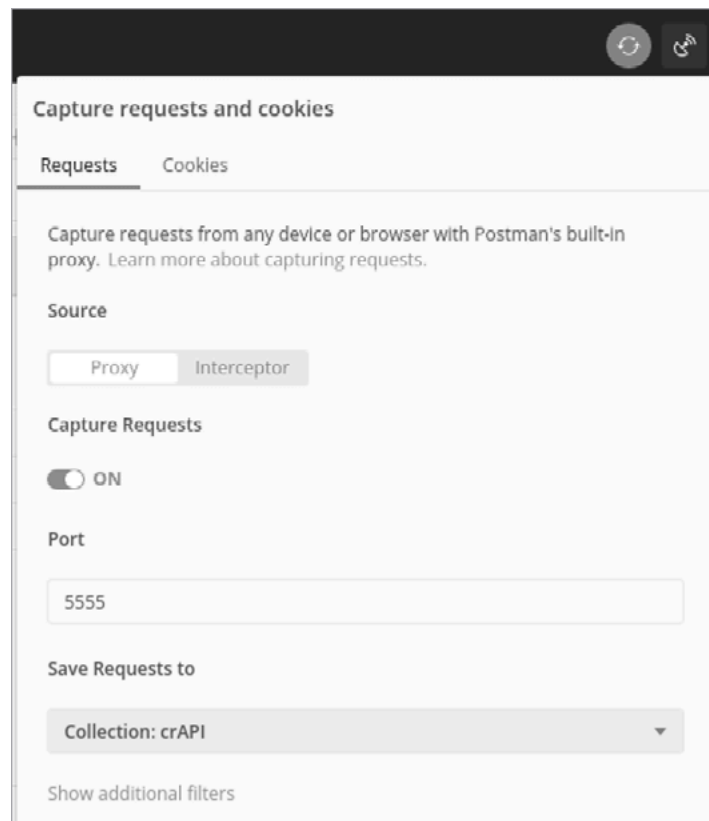 Capture requests and cookies
Requests Cookies
Capture requests from any device or browser with Postman's built-in
proxy. Learn more about capturing requests.
Source
Proxy Interceptor
Capture Requests
ON
Port
5555
Save Requests to
Collection: crAPI
Show additional filters